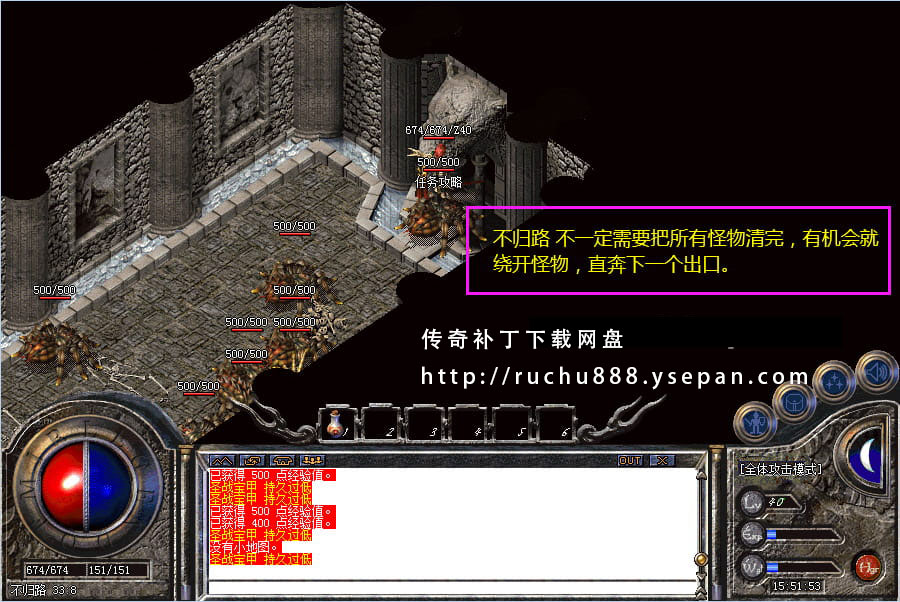 674/674/Z40
500/500
任务攻略
500/500
不归路 不一定需要把所有怪物清完，有机会就
绕开怪物，直奔下一个出口。
500/500
500/500
500/500
500/500
500/500
500/500
传奇补丁下载网盘
http://ruchu888.ysepan.com
1
2
3
4
5
6
OUT
已获得 500 点经验值。
圣战宝甲 持久过低
圣战宝甲 持久过低
已获得 500 点经验值。
已获得 400 点经验值。
圣战宝甲 持久过低
没有小地图。
圣战宝甲 持久过低
[全体攻击模式]
Lv 40
Exp
Wgt
Hgr
15:51:53
674/674
151/151
不归路 33:8